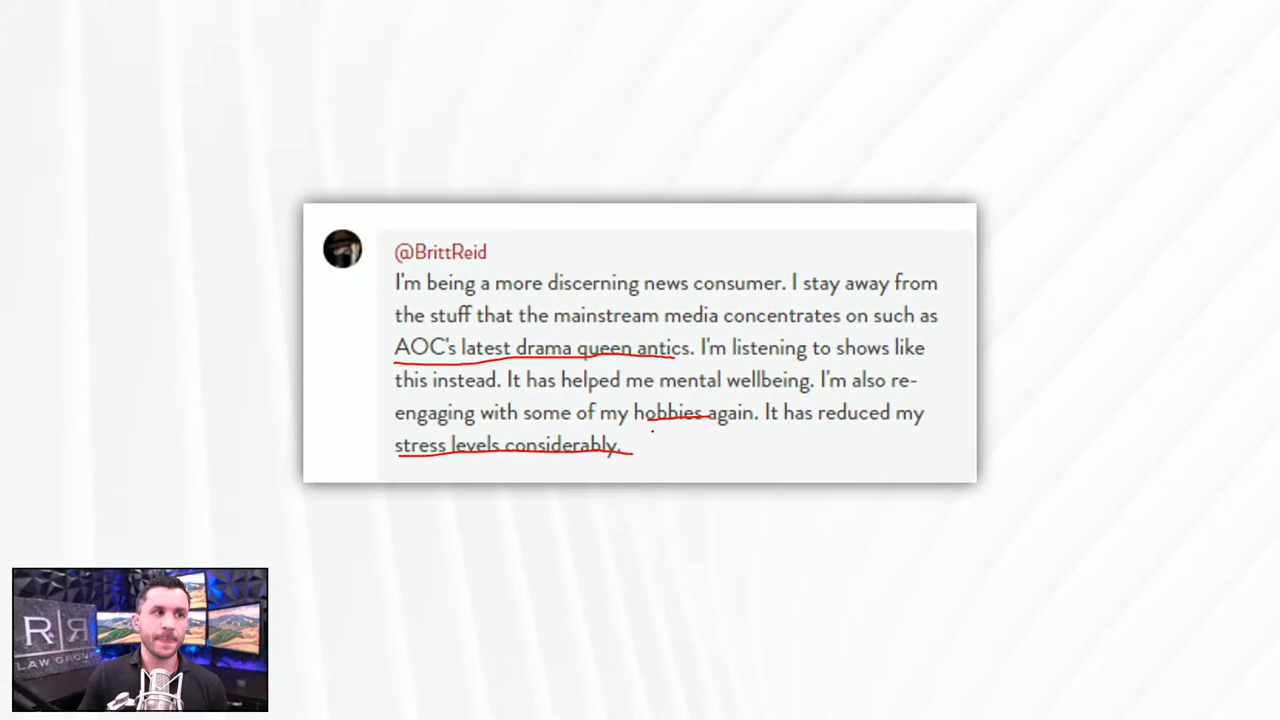 @BrittReid
I'm being a more discerning news consumer. I stay away from
the stuff that the mainstream media concentrates on such as
AOC's latest drama queen antics. I'm listening to shows like
this instead. It has helped me mental wellbeing. I'm also re-
engaging with some of my hobbies again. It has reduced my
stress levels considerably.
R|R
LAW GROUP